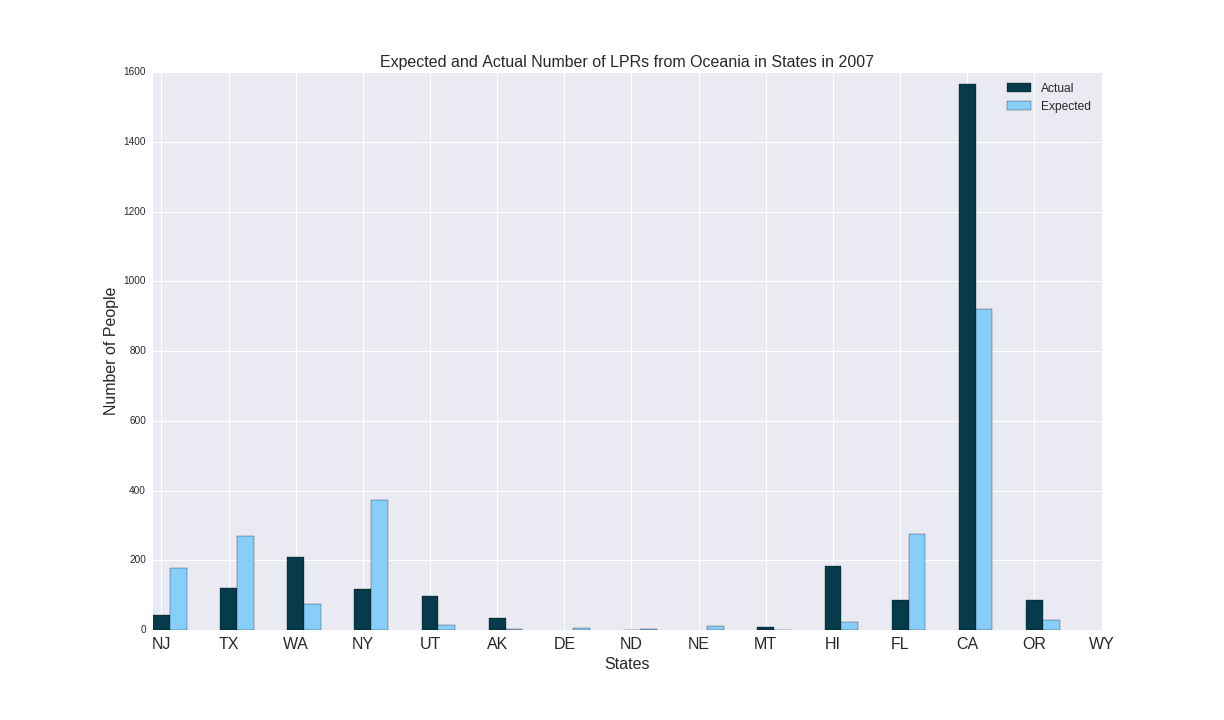 Expected and Actual Number of LPRs from Oceania in States in 2007
1600
1400
1200
1000
800
600
400
200
0
Number of People
Actual
Expected
NJ TX WA NY UT AK DE ND NE MT HI FL CA OR WY
States